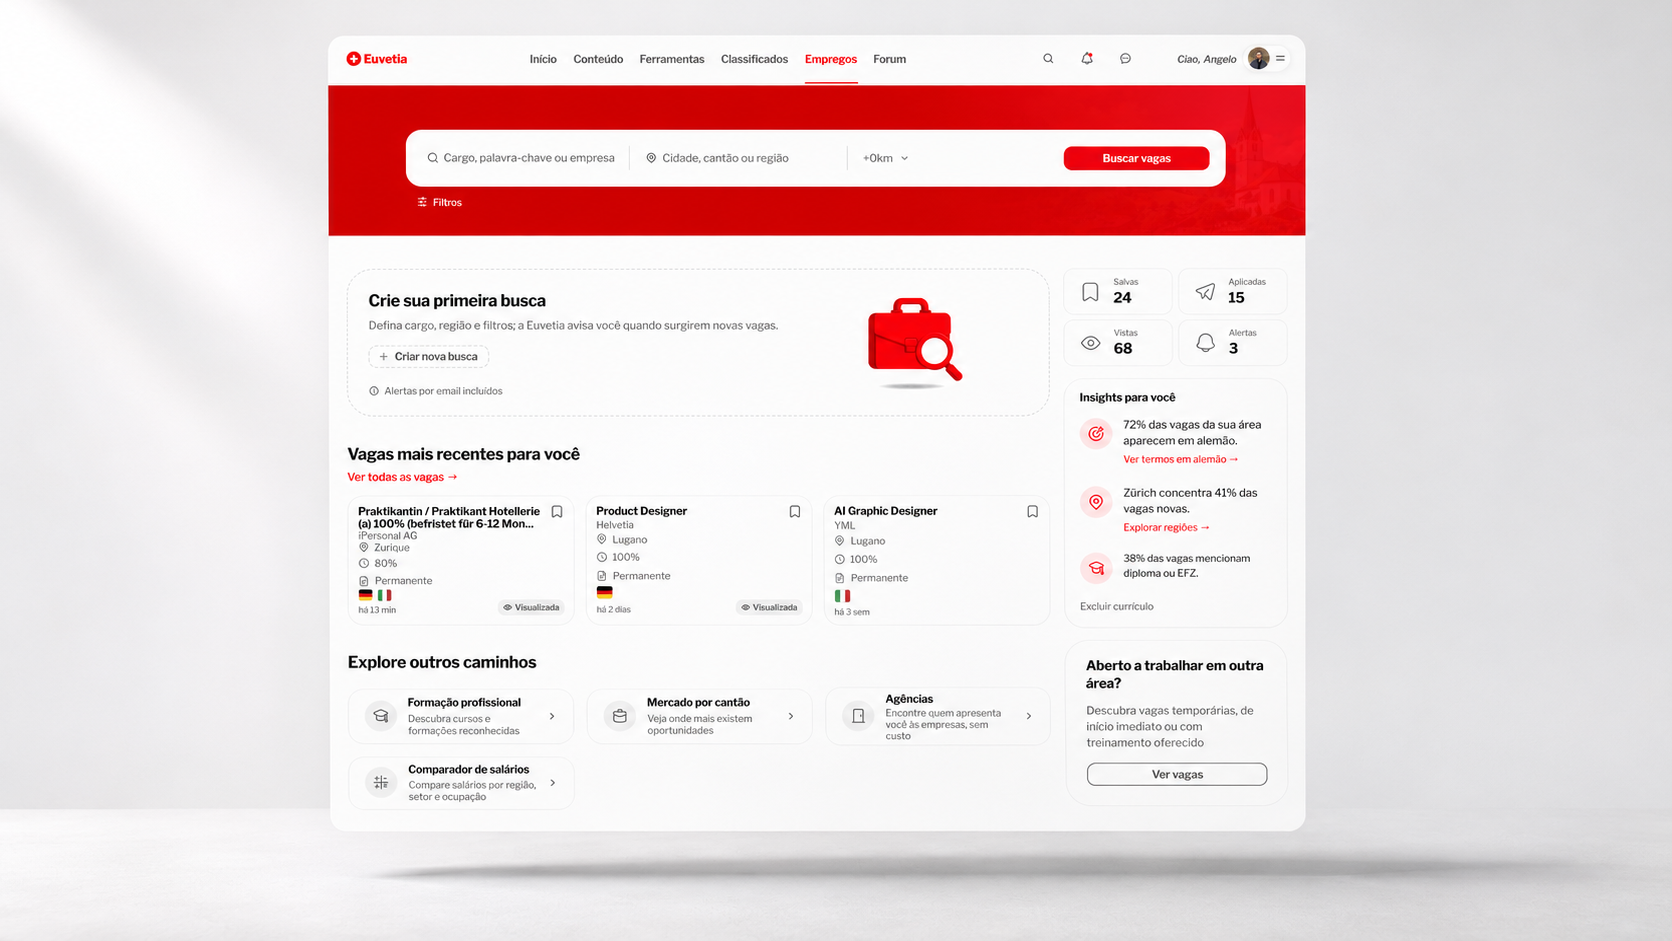 Euvetia
Início
Conteúdo
Ferramentas
Classificados
Empregos
Forum
Ciao, Angelo
Cargo, palavra-chave ou empresa
Cidade, cantão ou região
+0km
Buscar vagas
Filtros
Crie sua primeira busca
Defina cargo, região e filtros; a Euvetia avisa você quando surgirem novas vagas.
+ Criar nova busca
Alertas por email incluídos
Salvas
24
Aplicadas
15
Vistas
68
Alertas
3
Insights para você
72% das vagas da sua área
aparecem em alemão.
Ver termos em alemão →
Zürich concentra 41% das
vagas novas.
Explorar regiões →
38% das vagas mencionam
diploma ou EFZ.
Excluir currículo
Vagas mais recentes para você
Ver todas as vagas →
Praktikantin / Praktikant Hotellerie
(a) 100% (befristet für 6-12 Mon...
iPersonal AG
Zurique
80%
Permanente
há 13 min
Visualizada
Product Designer
Helvetia
Lugano
100%
Permanente
há 2 dias
Visualizada
AI Graphic Designer
YML
Lugano
100%
Permanente
há 3 sem
Explore outros caminhos
Formação profissional
Descubra cursos e
formações reconhecidas
Mercado por cantão
Veja onde mais existem
oportunidades
Agências
Encontre quem apresenta
você às empresas, sem
custo
Comparador de salários
Compare salários por região,
setor e ocupação
Aberto a trabalhar em outra
área?
Descubra vagas temporárias, de
início imediato ou com
treinamento oferecido
Ver vagas